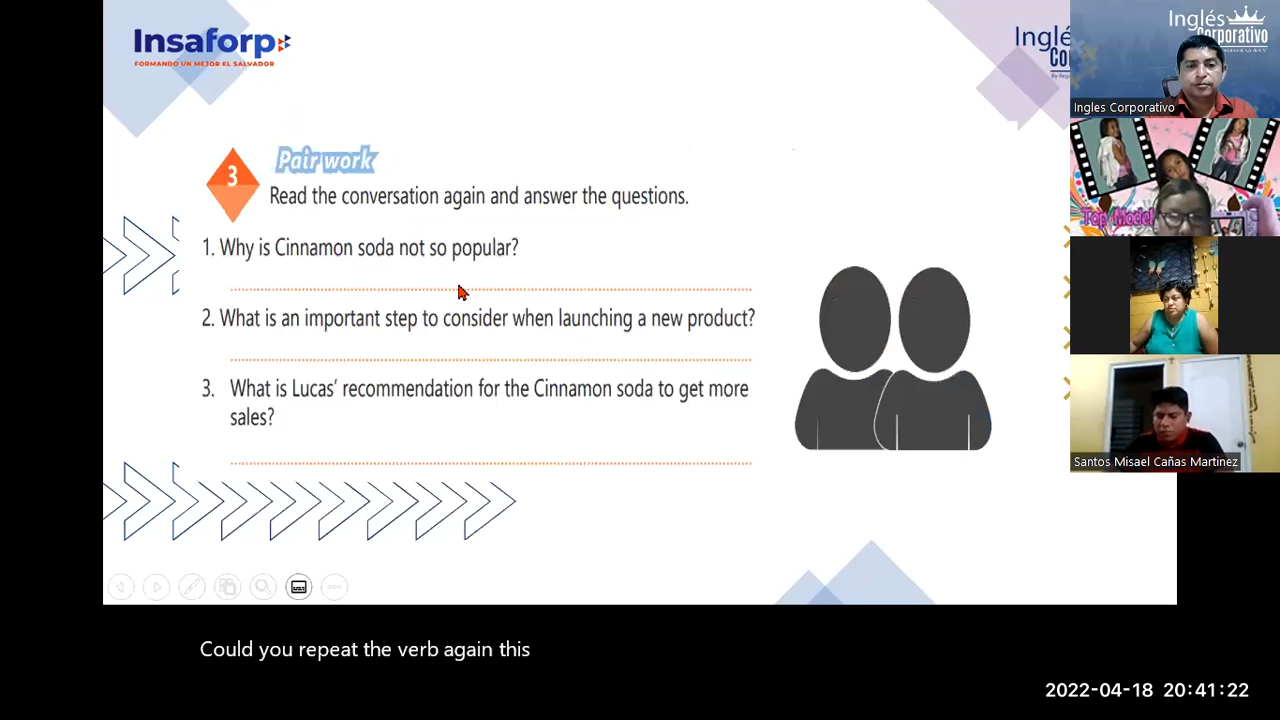 Insaforp
FORMANDO UN MEJOR EL SALVADOR
Inglés
Corporativo
Ingles Corporativo
3
Pair work
Read the conversation again and answer the questions.
1. Why is Cinnamon soda not so popular?
2. What is an important step to consider when launching a new product?
3. What is Lucas' recommendation for the Cinnamon soda to get more
sales?
Top Model
Santos Misael Cañas Martinez
Could you repeat the verb again this
2022-04-18 20:41:22